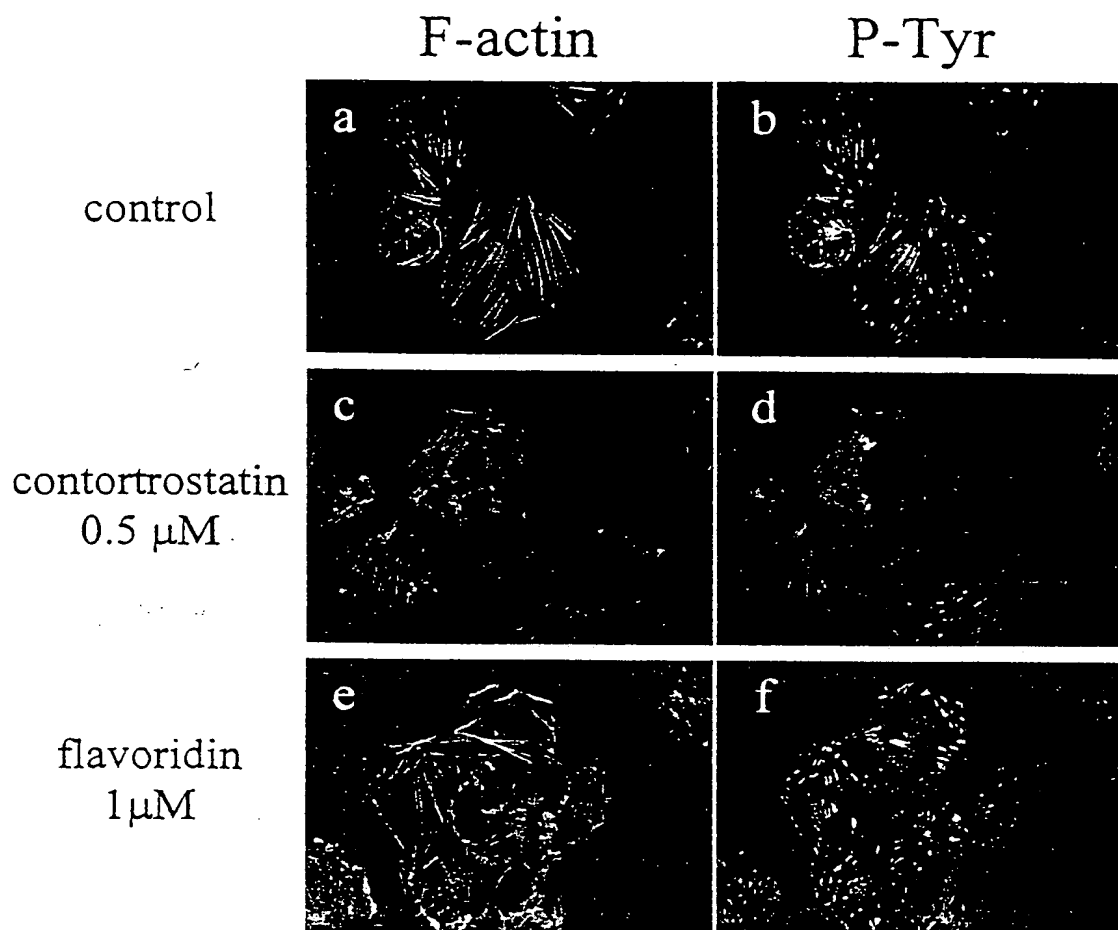 F-actin P-Tyr
control
a b
contortrostatin
0.5 μM
c d
flavoridin
1μM
e f